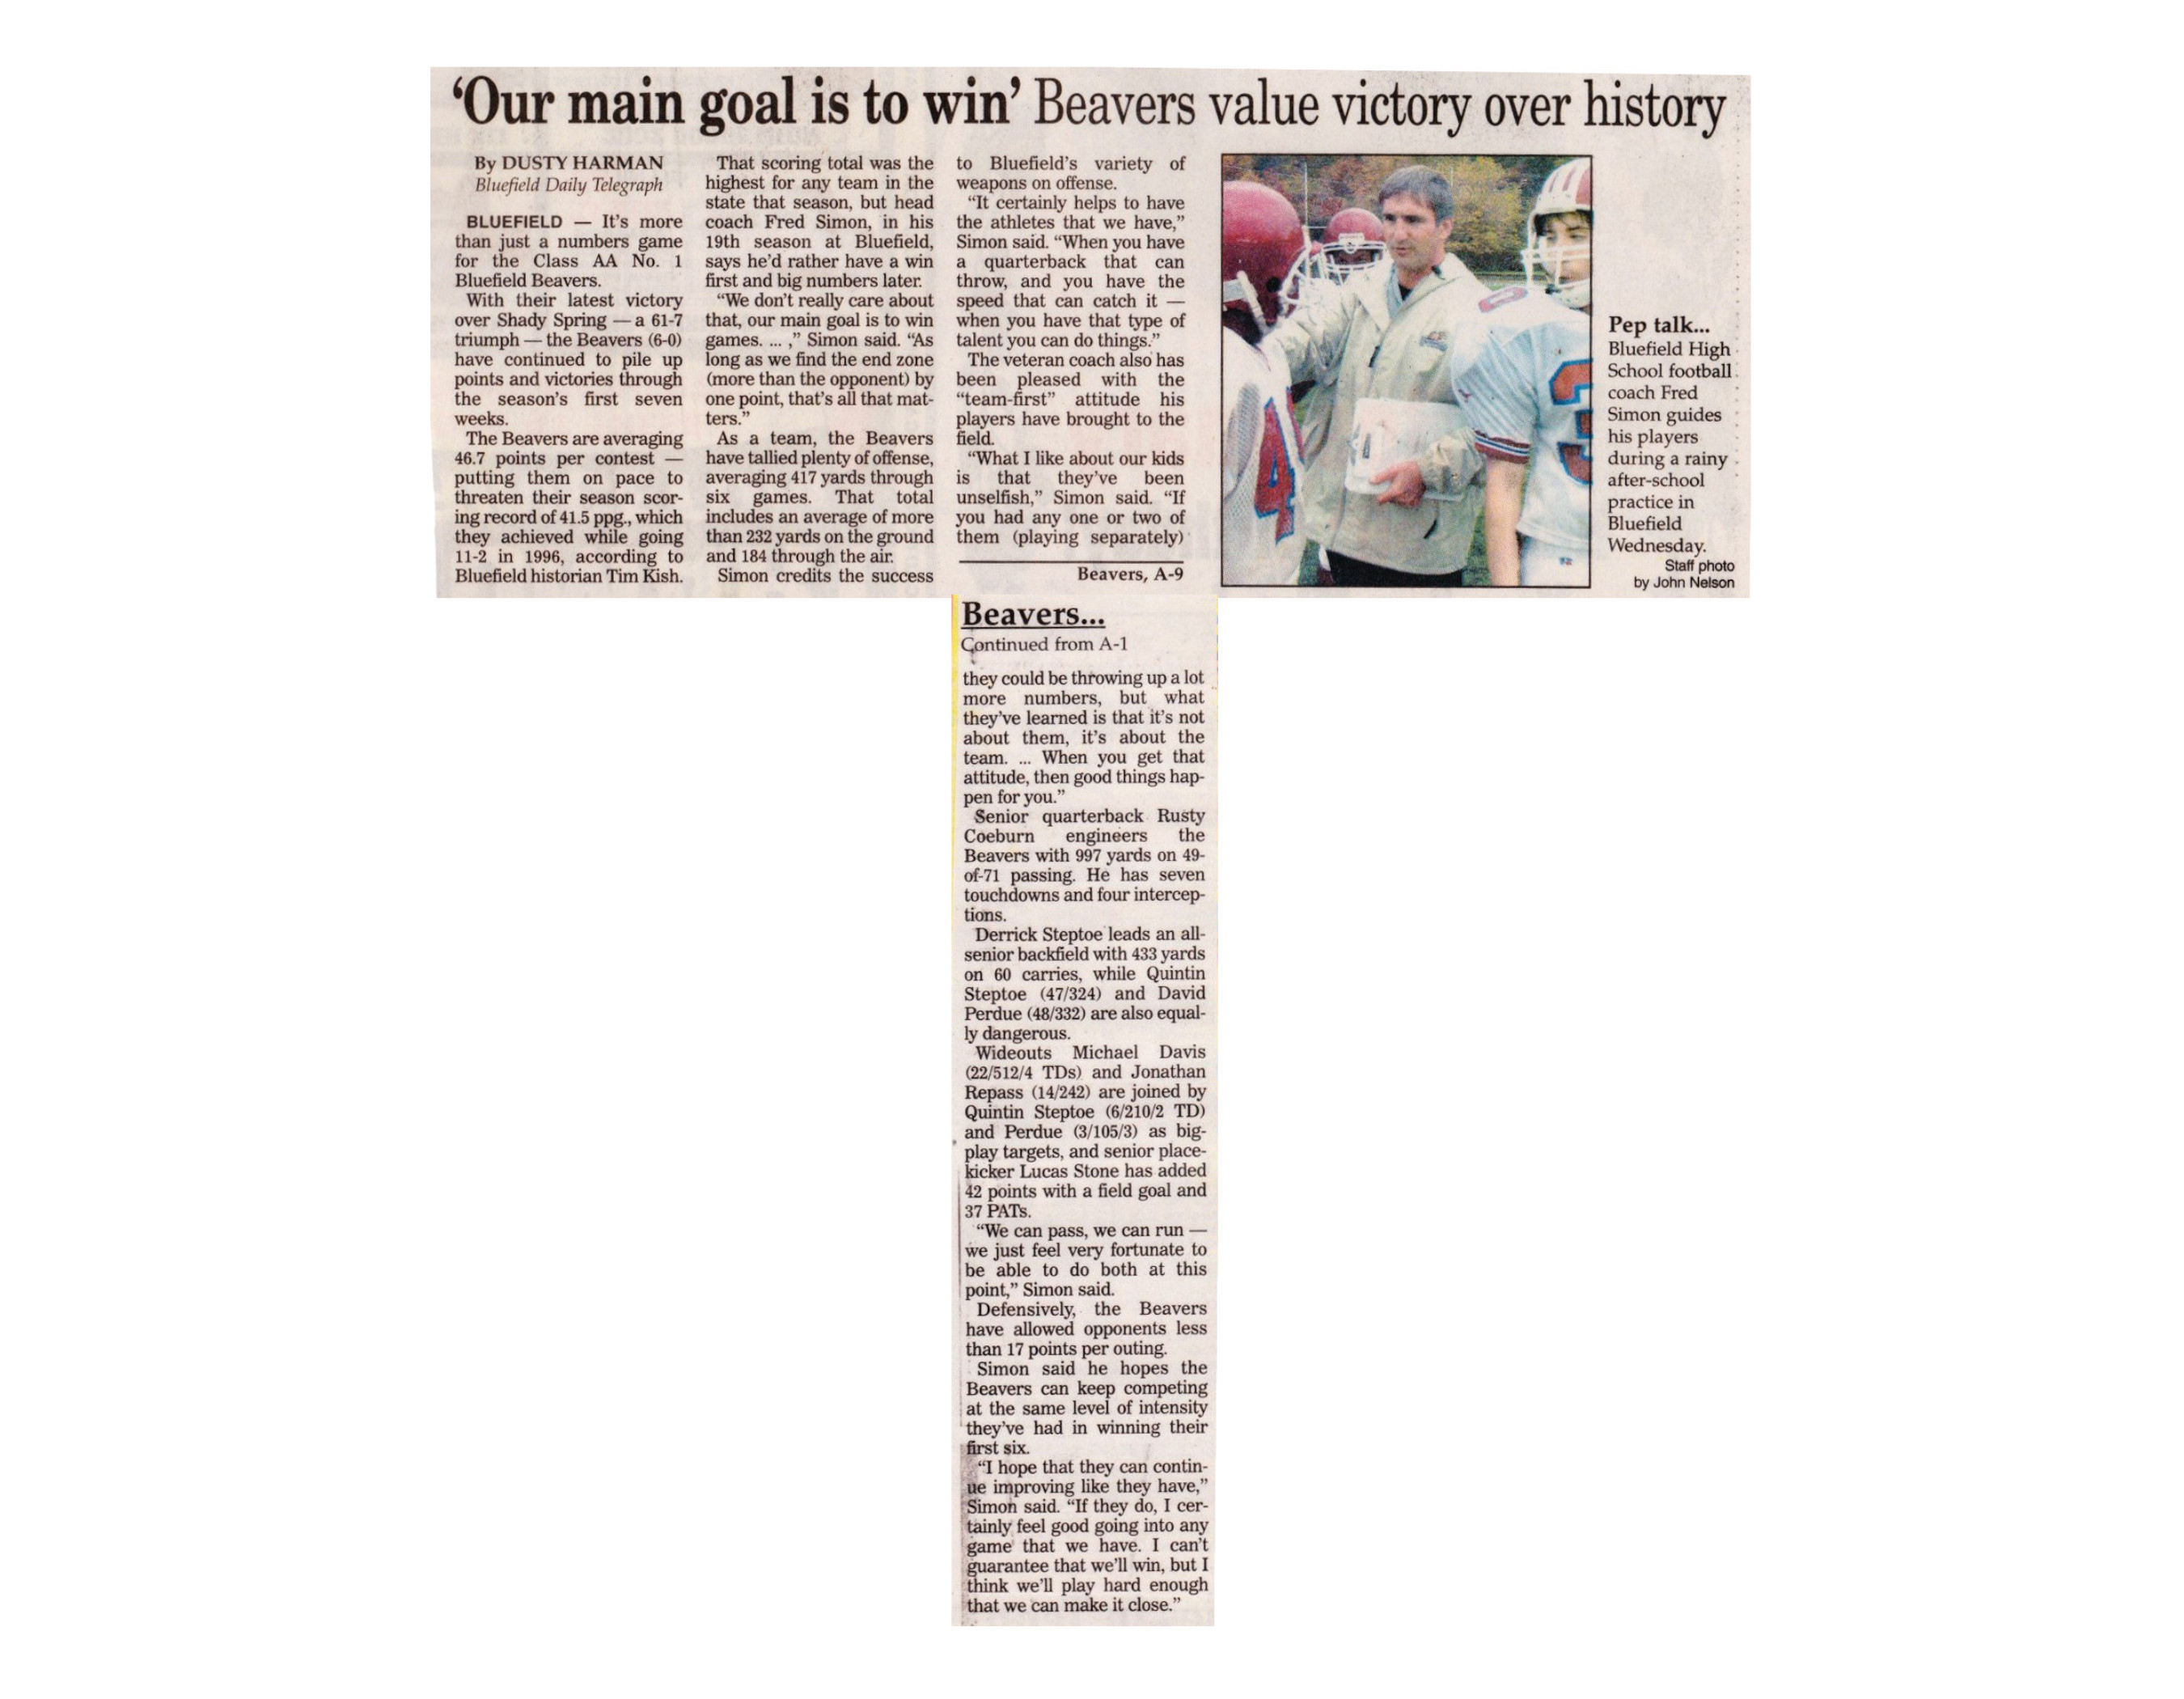 ‘Our main goal is to win’ Beavers value victory over history
By DUSTY HARMAN
Bluefield Daily Telegraph
BLUEFIELD — It’s more
than just a numbers game
for the Class AA No. 1
Bluefield Beavers.
With their latest victory
over Shady Spring — a 61-7
triumph — the Beavers (6-0)
have continued to pile up
points and victories through
the season’s first seven
weeks.
The Beavers are averaging
46.7 points per contest —
putting them on pace to
threaten their season scor-
ing record of 41.5 ppg., which
they achieved while going
11-2 in 1996, according to
Bluefield historian Tim Kish.
That scoring total was the
highest for any team in the
state that season, but head
coach Fred Simon, in his
19th season at Bluefield,
says he’d rather have a win
first and big numbers later.
“We don’t really care about
that, our main goal is to win
games. ... ,” Simon said. “As
long as we find the end zone
(more than the opponent) by
one point, that’s all that mat-
ters.”
As a team, the Beavers
have tallied plenty of offense,
averaging 417 yards through
six games. That total
includes an average of more
than 232 yards on the ground
and 184 through the air.
Simon credits the success
to Bluefield’s variety of
weapons on offense.
“It certainly helps to have
the athletes that we have,”
Simon said. “When you have
a quarterback that can
throw, and you have the
speed that can catch it —
when you have that type of
talent you can do things.”
The veteran coach also has
been pleased with the
“team-first” attitude his
players have brought to the
field.
“What I like about our kids
is that they’ve been
unselfish,” Simon said. “If
you had any one or two of
them (playing separately)
Beavers, A-9
Pep talk...
Bluefield High
School football
coach Fred
Simon guides
his players
during a rainy
after-school
practice in
Bluefield
Wednesday.
Staff photo
by John Nelson
4
Beavers...
Continued from A-1
they could be throwing up a lot
more numbers, but what
they’ve learned is that it’s not
about them, it’s about the
team. ... When you get that
attitude, then good things hap-
pen for you.”
Senior quarterback Rusty
Coeburn engineers the
Beavers with 997 yards on 49-
of-71 passing. He has seven
touchdowns and four intercep-
tions.
Derrick Steptoe leads an all-
senior backfield with 433 yards
on 60 carries, while Quintin
Steptoe (47/324) and David
Perdue (48/332) are also equal-
ly dangerous.
Wideouts Michael Davis
(22/512/4 TDs) and Jonathan
Repass (14/242) are joined by
Quintin Steptoe (6/210/2 TD)
and Perdue (3/105/3) as big-
play targets, and senior place-
kicker Lucas Stone has added
42 points with a field goal and
37 PATs.
“We can pass, we can run —
we just feel very fortunate to
be able to do both at this
point,” Simon said.
Defensively, the Beavers
have allowed opponents less
than 17 points per outing.
Simon said he hopes the
Beavers can keep competing
at the same level of intensity
they’ve had in winning their
first six.
“I hope that they can contin-
ue improving like they have,”
Simon said. “If they do, I cer-
tainly feel good going into any
game that we have. I can’t
guarantee that we’ll win, but I
think we’ll play hard enough
that we can make it close.”